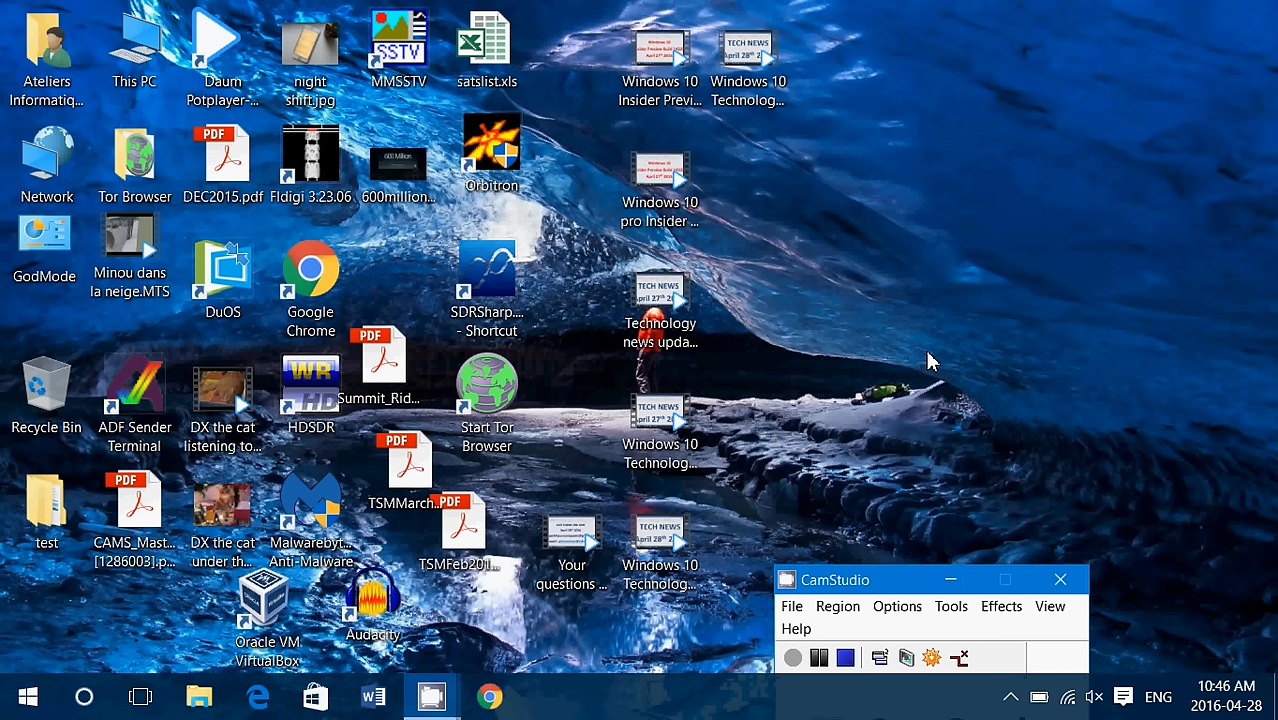 Ateliers
Informatiq...
This PC
Daum
Potplayer-...
night
shift.jpg
SSTV
MMSSTV
satslist.xls
Windows 10
Insider Previ...
TECH NEWS
Windows 10
Technolog...
Network
Tor Browser
PDF
DEC2015.pdf
Fldigi 3.23.06
600 Million
600million...
Orbitron
Windows 10
pro Insider ...
GodMode
Minou dans
la neige.MTS
DuOS
Google
Chrome
SDRSharp....
- Shortcut
TECH NEWS
Technology
news upda...
Recycle Bin
ADF Sender
Terminal
DX the cat
listening to...
WR
HD
HDSDR
PDF
Summit_Rid...
Start Tor
Browser
TECH NEWS
Windows 10
Technolog...
test
PDF
CAMS_Mast...
[1286003].p...
DX the cat
under th...
Malwarebyt...
Anti-Malware
PDF
TSMMarch...
PDF
TSMFeb201...
Your
questions ...
TECH NEWS
Windows 10
Technolog...
Oracle VM
VirtualBox
Audacity
CamStudio
File Region Options Tools Effects View
Help
ENG
10:46 AM
2016-04-28